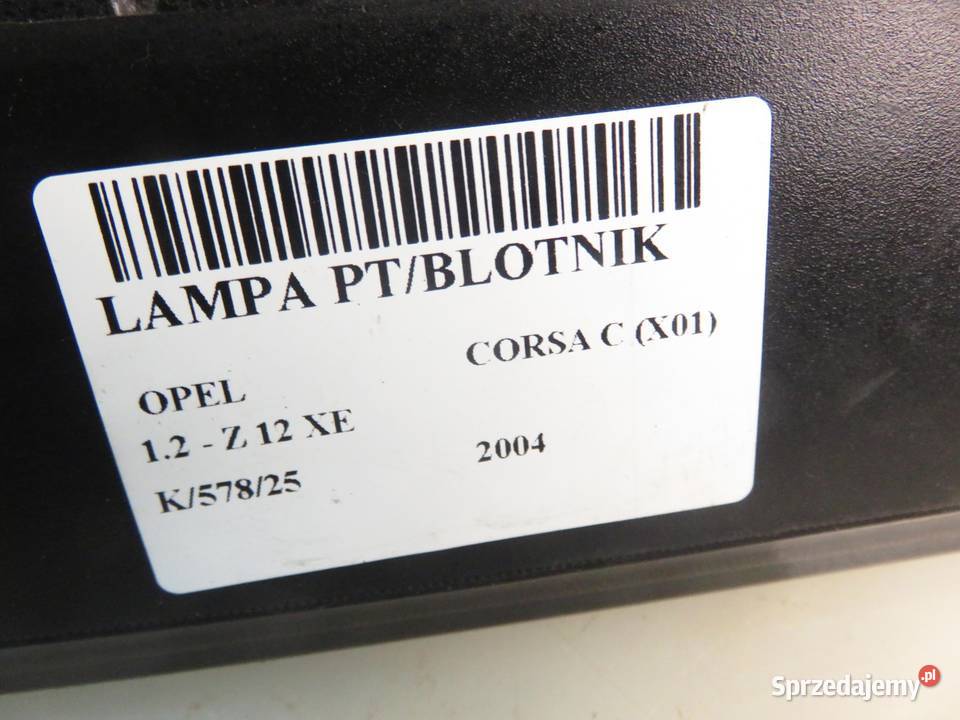 LAMPA PT/BLOTNIK
OPEL CORSA C (X01)
1.2 - Z 12 XE 2004
K/578/25
Sprzedajemy.pl